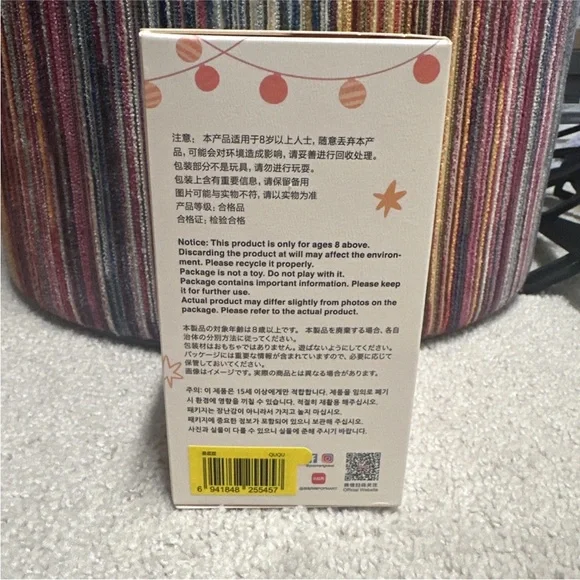 注意：本产品适用于8岁以上人士，随意丢弃本产
品，可能会对环境造成影响，请妥善进行回收处理。
包装部分不是玩具，请勿进行玩耍。
包装上含有重要信息，请保留备用
图片可能与实物不符，请以实物为准
产品等级：合格品
合格证：检验合格
Notice: This product is only for ages 8 above.
Discarding the product at will may affect the environ-
ment. Please recycle it properly.
Package is not a toy. Do not play with it.
Package contains important information. Please keep
it for further use.
Actual product may differ slightly from photos on the
package. Please refer to the actual product.
本製品の対象年齢は8歳以上です。 本製品を廃棄する場合、各自
治体の分別方法に従ってください。
包装材はおもちゃではありません。遊ばないようにしてください。
パッケージには重要な情報が含まれていますので、必要に応じて
保管しておいてください。
画像はイメージです。実際の商品とは異なる場合があります。
주의: 이 제품은 15세 이상에게만 적합합니다. 제품을 임의로 폐기
시 환경에 영향을 끼칠 수 있습니다. 적절히 재활용 해주십시오.
패키지는 장난감이 아니라서 가지고 놀지 마십시오.
패키지에 중요한 정보가 포함되어 있으니 보관해 주십시오.
사진과 실물이 다를 수 있으니 실물에 준해 주시기 바랍니다.
QUQU
6 941848 255457
Official Website